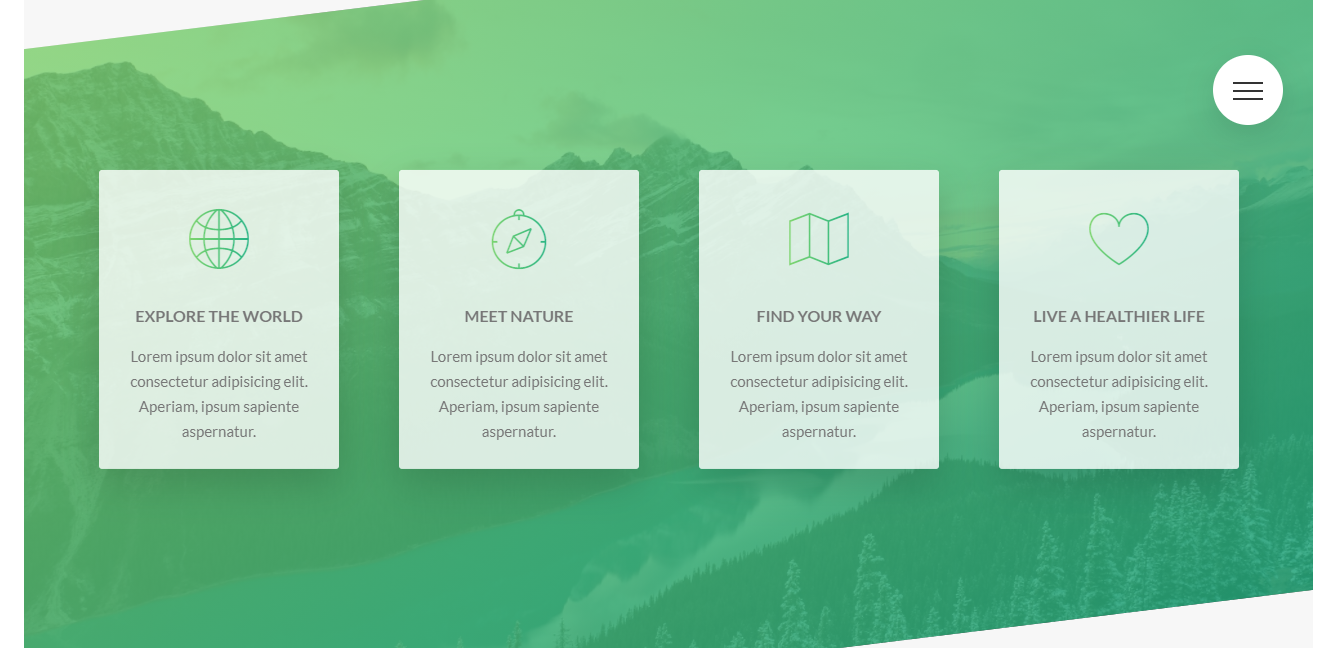 EXPLORE THE WORLD
Lorem ipsum dolor sit amet
consectetur adipisicing elit.
Aperiam, ipsum sapiente
aspernatur.
MEET NATURE
Lorem ipsum dolor sit amet
consectetur adipisicing elit.
Aperiam, ipsum sapiente
aspernatur.
FIND YOUR WAY
Lorem ipsum dolor sit amet
consectetur adipisicing elit.
Aperiam, ipsum sapiente
aspernatur.
LIVE A HEALTHIER LIFE
Lorem ipsum dolor sit amet
consectetur adipisicing elit.
Aperiam, ipsum sapiente
aspernatur.